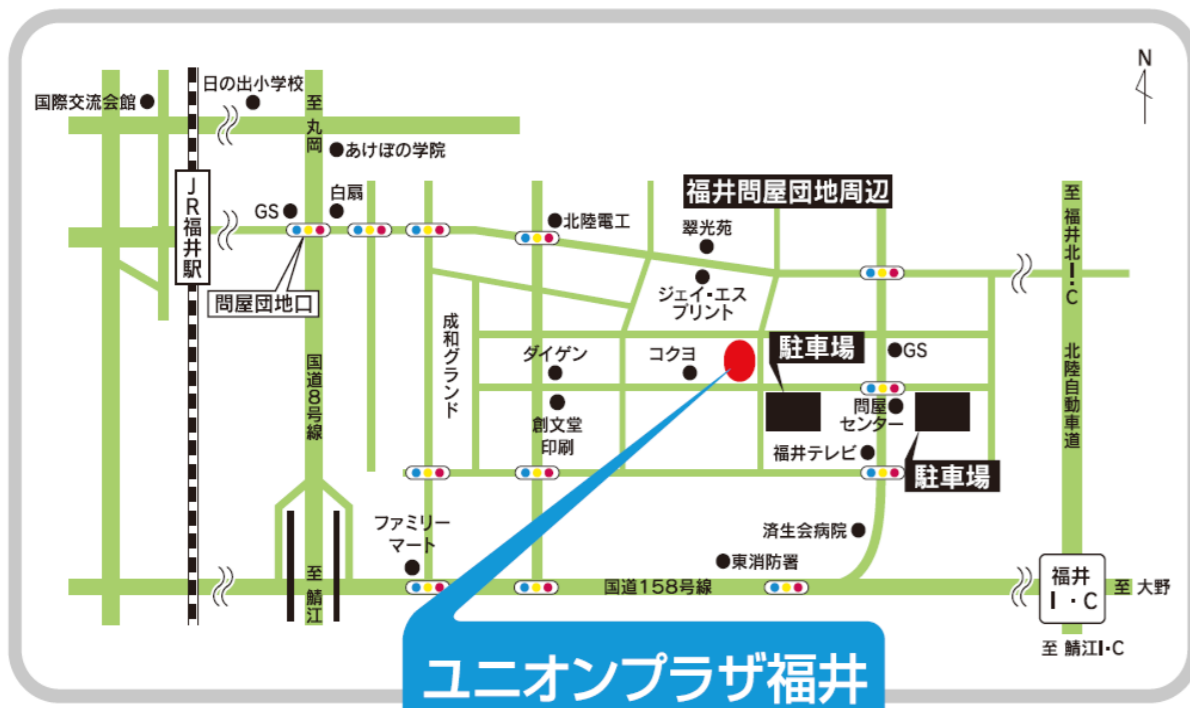 N
日の出小学校
国際交流会館
至
丸岡
あけぼの学院
JR福井駅
GS
白扇
北陸電工
福井問屋団地周辺
翠光苑
至
福井北I・C
問屋団地口
ジェイ・エス
プリント
成和グランド
ダイゲン
コクヨ
駐車場
GS
北陸自動車道
国道8号線
創文堂
印刷
問屋
センター
福井テレビ
駐車場
ファミリー
マート
済生会病院
東消防署
至
鯖江
国道158号線
福井
I・C
至 大野
至 鯖江I・C
ユニオンプラザ福井